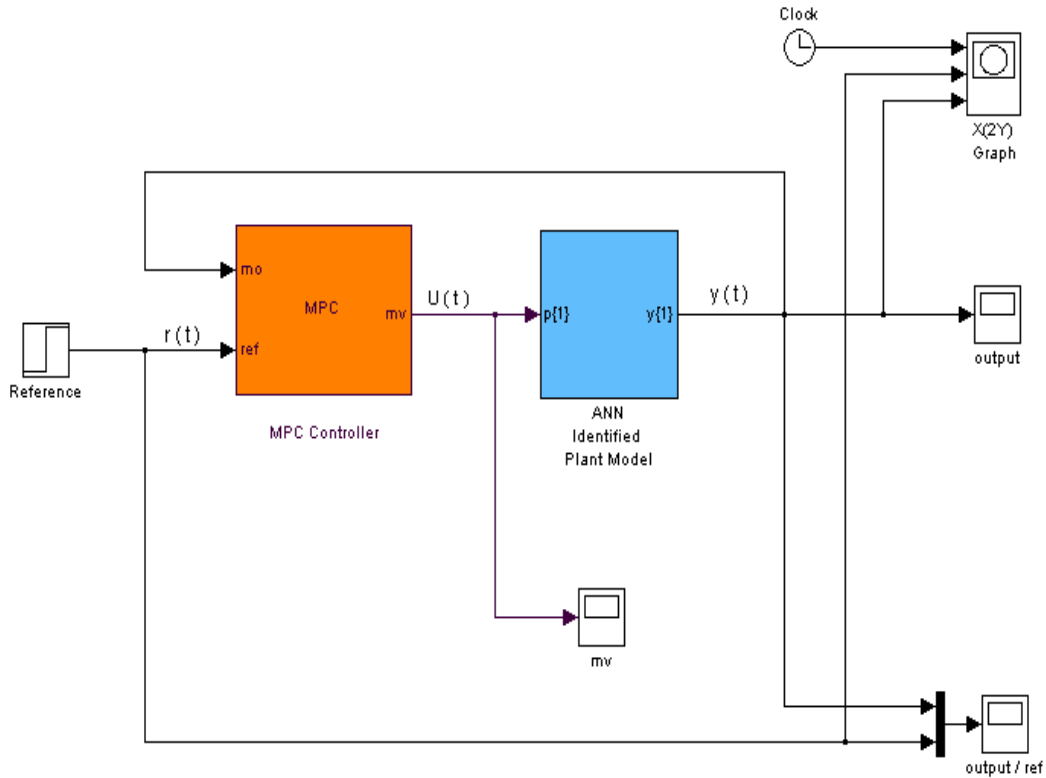 Clock
X(2Y)
Graph
mo
MPC
mv
ref
MPC Controller
U(t)
p{1}
y{1}
ANN
Identified
Plant Model
y(t)
r(t)
Reference
output
mv
output / ref